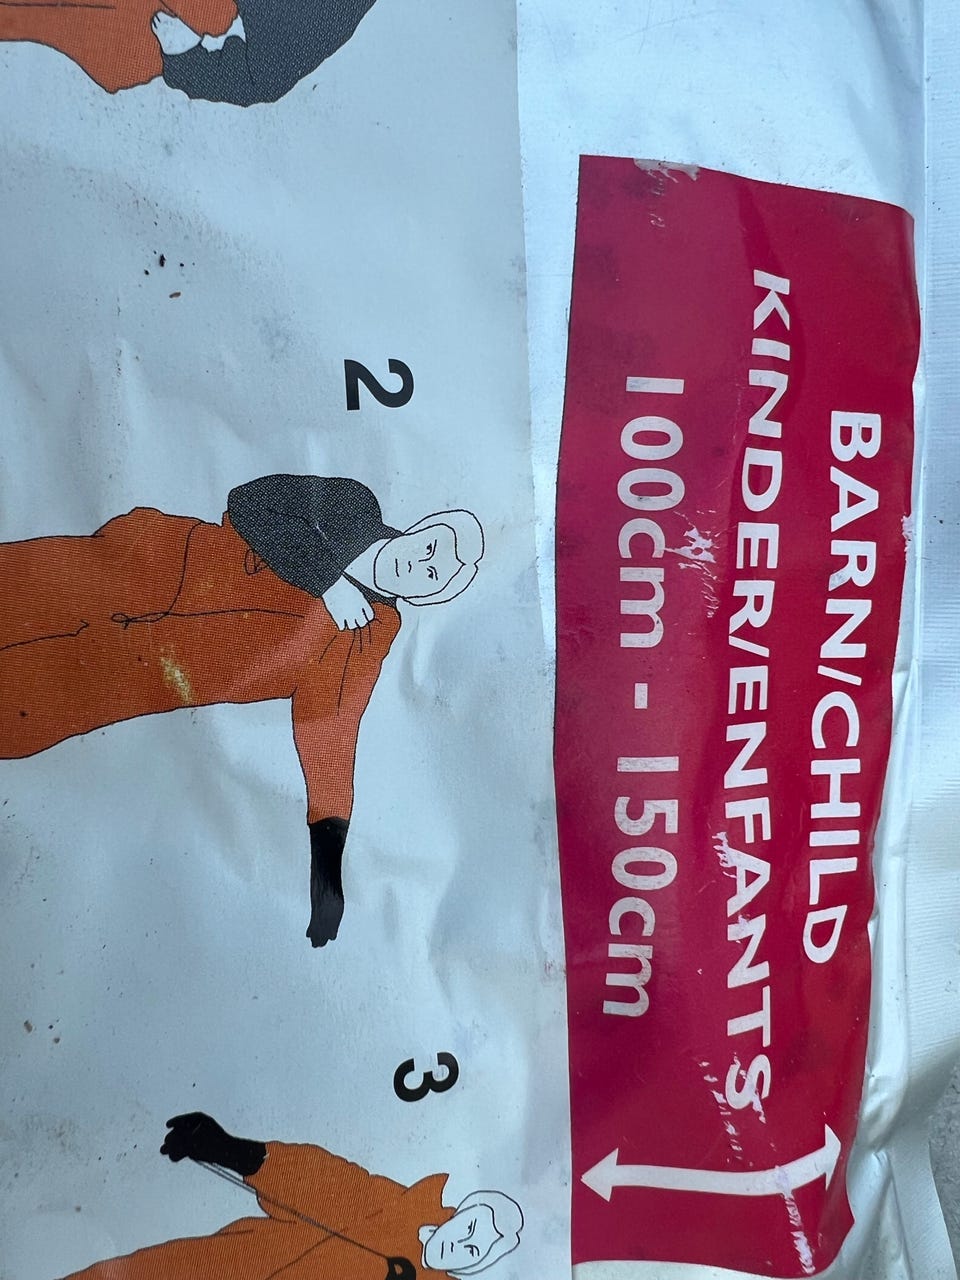 BARN/CHILD
KINDER/ENFANTS
100cm - 150cm
2
3